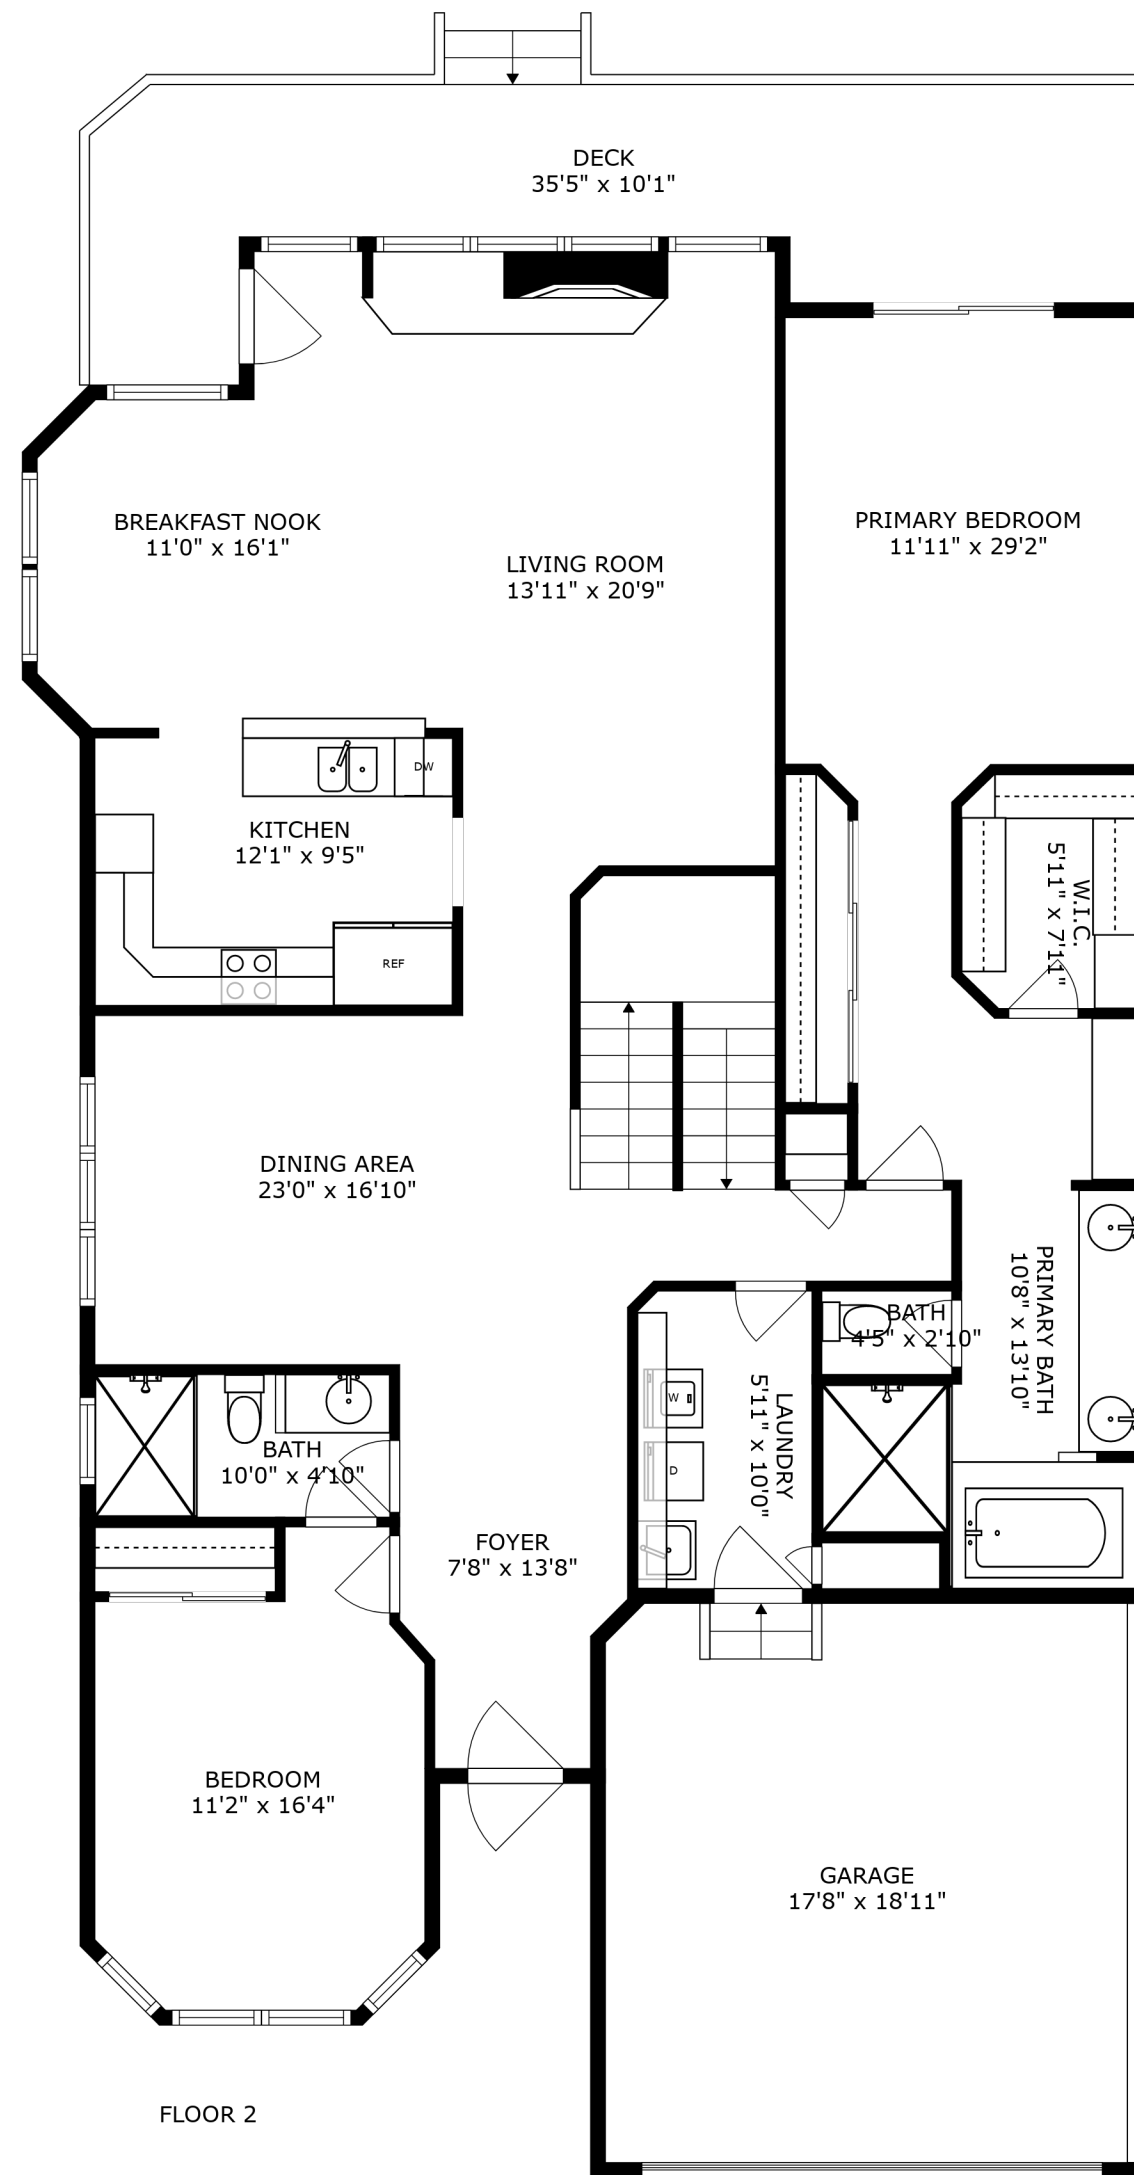 DECK
35'5" x 10'1"
BREAKFAST NOOK
11'0" x 16'1"
LIVING ROOM
13'11" x 20'9"
PRIMARY BEDROOM
11'11" x 29'2"
DW
KITCHEN
12'1" x 9'5"
REF
W.I.C.
5'11" x 7'11"
DINING AREA
23'0" x 16'10"
PRIMARY BATH
10'8" x 13'10"
BATH
4'5" x 2'10"
W
D
LAUNDRY
5'11" x 10'0"
BATH
10'0" x 4'10"
FOYER
7'8" x 13'8"
BEDROOM
11'2" x 16'4"
GARAGE
17'8" x 18'11"
FLOOR 2